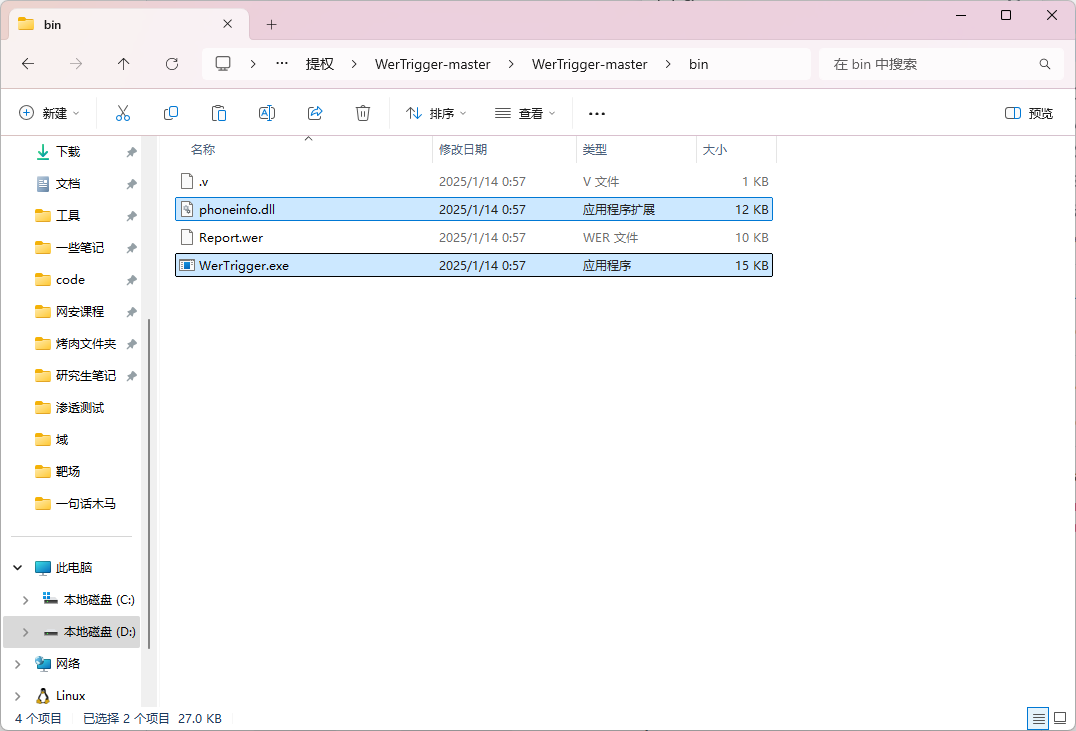 bin
提权 WerTrigger-master WerTrigger-master bin
在 bin 中搜索
新建 排序 查看 预览
名称 修改日期 类型 大小
.v 2025/1/14 0:57 V 文件 1 KB
phoneinfo.dll 2025/1/14 0:57 应用程序扩展 12 KB
Report.wer 2025/1/14 0:57 WER 文件 10 KB
WerTrigger.exe 2025/1/14 0:57 应用程序 15 KB
下载
文档
工具
一些笔记
code
网安课程
烤肉文件夹
研究生笔记
渗透测试
域
靶场
一句话木马
此电脑
本地磁盘 (C:)
本地磁盘 (D:)
网络
Linux
4 个项目 已选择 2 个项目 27.0 KB